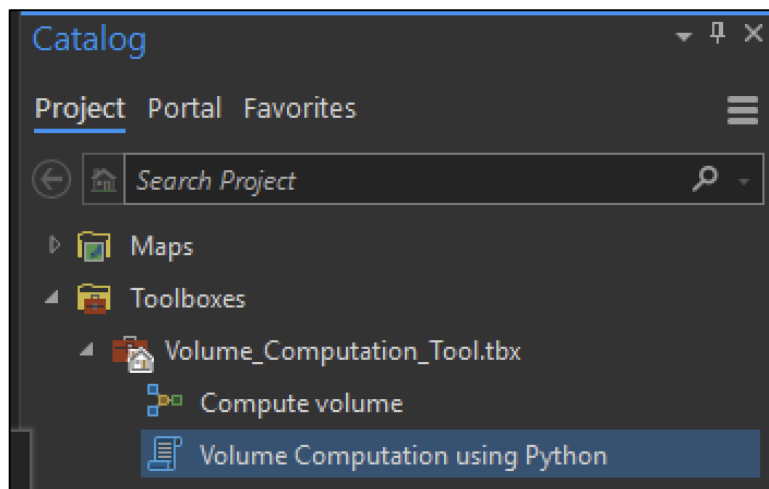 Catalog
Project Portal Favorites
Search Project
Maps
Toolboxes
Volume_Computation_Tool.tbx
Compute volume
Volume Computation using Python